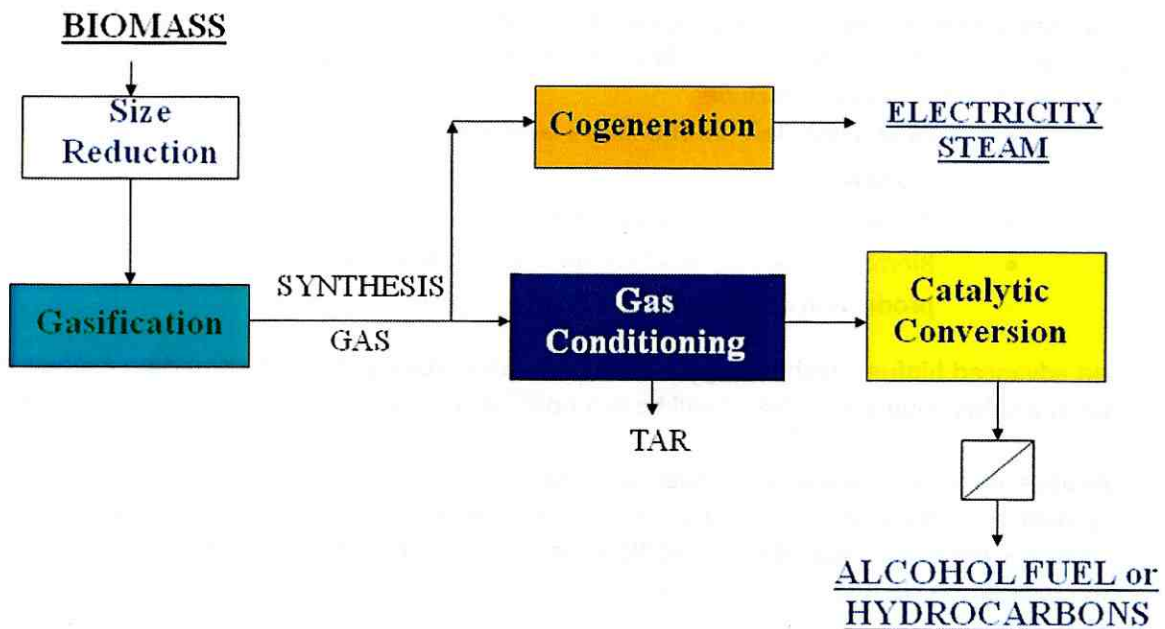 BIOMASS
Size
Reduction
Cogeneration
ELECTRICITY
STEAM
Gasification
SYNTHESIS
GAS
Gas
Conditioning
Catalytic
Conversion
TAR
ALCOHOL FUEL or
HYDROCARBONS